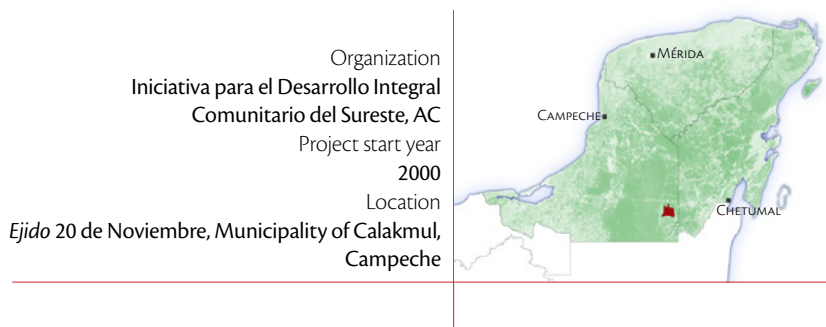 Organization
Iniciativa para el Desarrollo Integral
Comunitario del Sureste, AC
Project start year
2000
Location
Ejido 20 de Noviembre, Municipality of Calakmul,
Campeche
MÉRIDA
CAMPECHE
CHETUMAL